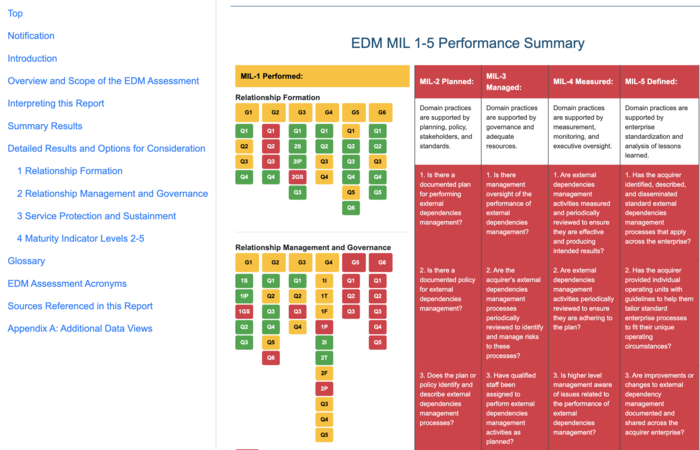 Top
Notification
Introduction
Overview and Scope of the EDM Assessment
Interpreting this Report
Summary Results
Detailed Results and Options for Consideration
1 Relationship Formation
2 Relationship Management and Governance
3 Service Protection and Sustainment
4 Maturity Indicator Levels 2-5
Glossary
EDM Assessment Acronyms
Sources Referenced in this Report
Appendix A: Additional Data Views
EDM MIL 1-5 Performance Summary
MIL-1 Performed:
Relationship Formation
G1 G2 G3 G4 G5 G6
Q1 Q1 Q1 Q1 Q1 Q1
Q2 Q2 2S Q2 Q2 Q2
Q3 Q3 2IP Q3 Q3 Q3
Q4 Q4 2GS Q4 Q4 Q4
Q3 Q5 Q5
Q6
Relationship Management and Governance
G1 G2 G3 G4 G5 G6
1S Q1 Q1 1I Q1 Q1
1IP Q2 Q2 1T Q2 Q2
1GS Q3 Q3 1F Q3 Q3
Q2 Q4 Q4 1P Q4
Q3 Q5 2I Q5
Q6 2T
2F
2P
Q3
Q4
Q5
MIL-2 Planned:
Domain practices
are supported by
planning, policy,
stakeholders, and
standards.
1. Is there a
documented plan
for performing
external
dependencies
management?
2. Is there a
documented policy
for external
dependencies
management?
3. Does the plan or
policy identify and
describe external
dependencies
management
processes?
MIL-3
Managed:
Domain practices
are supported by
governance and
adequate
resources.
1. Is there
management
oversight of the
performance of
external
dependencies
management?
2. Are the
acquirer's external
dependencies
management
processes
periodically
reviewed to identify
and manage risks
to these
processes?
3. Have qualified
staff been
assigned to
perform external
dependencies
management
activities as
planned?
MIL-4 Measured:
Domain practices
are supported by
measurement,
monitoring, and
executive oversight.
1. Are external
dependencies
management
activities measured
and periodically
reviewed to ensure
they are effective
and producing
intended results?
2. Are external
dependencies
management
activities periodically
reviewed to ensure
they are adhering to
the plan?
3. Is higher level
management aware
of issues related to
the performance of
external
dependencies
management?
MIL-5 Defined:
Domain practices are
supported by
enterprise
standardization and
analysis of lessons
learned.
1. Has the acquirer
identified, described,
and disseminated
standard external
dependencies
management
processes that apply
across the enterprise?
2. Has the acquirer
provided individual
operating units with
guidelines to help them
tailor standard
enterprise processes
to fit their unique
operating
circumstances?
3. Are improvements or
changes to external
dependency
management
documented and
shared across the
acquirer enterprise?